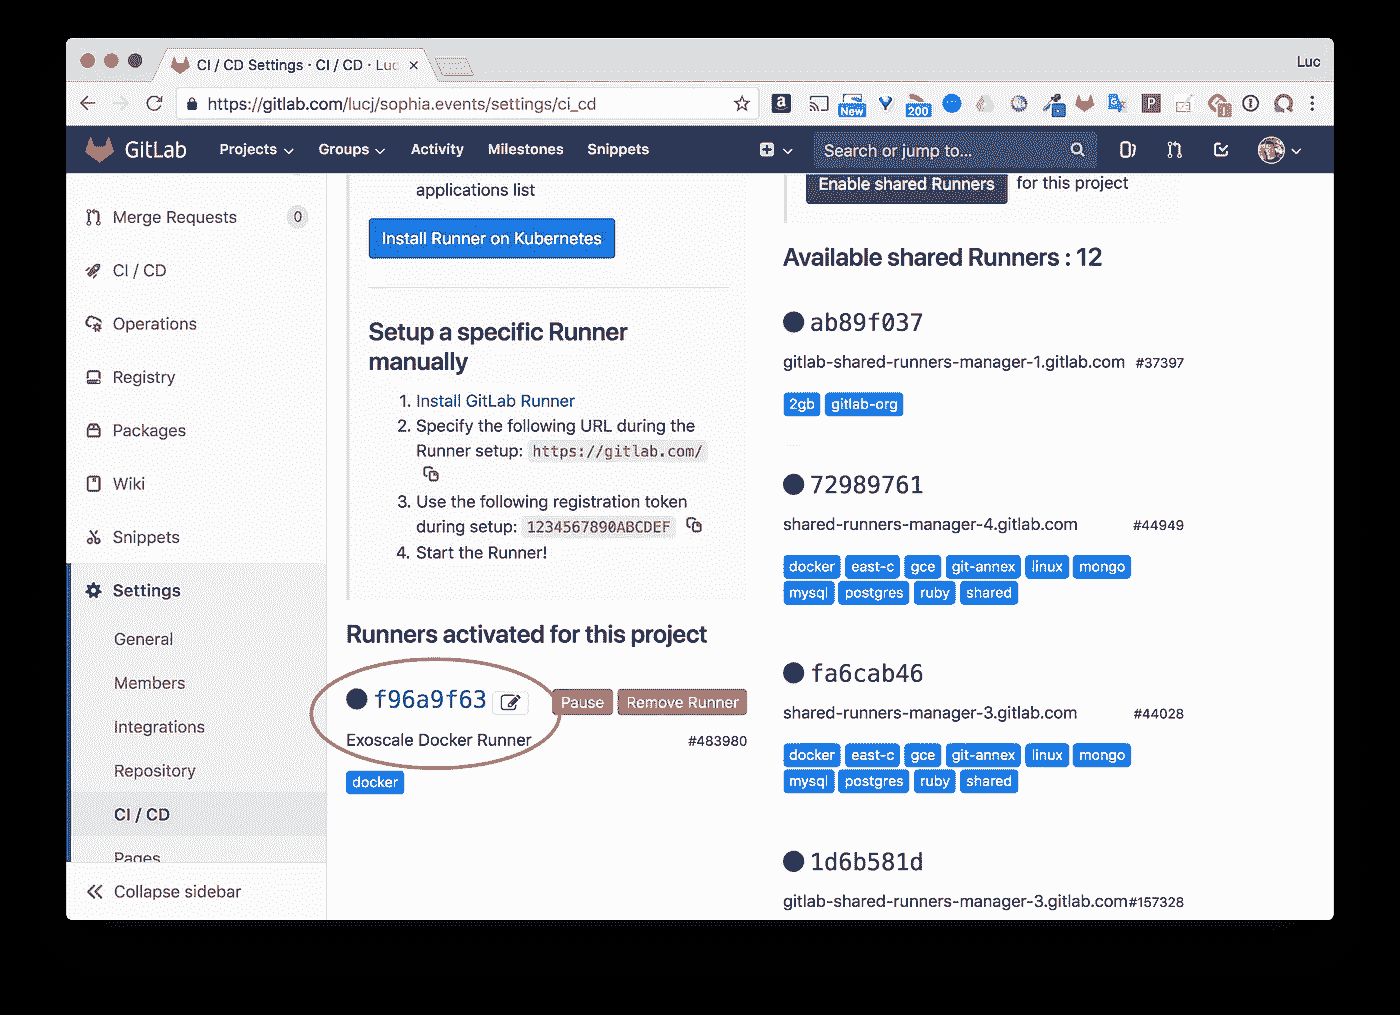 CI / CD Settings · CI / CD · Luc
Luc
https://gitlab.com/lucj/sophia.events/settings/ci_cd
New
200
GitLab
Projects
Groups
Activity
Milestones
Snippets
Search or jump to...
Merge Requests
0
CI / CD
Operations
Registry
Packages
Wiki
Snippets
Settings
General
Members
Integrations
Repository
CI / CD
Pages
Collapse sidebar
applications list
Install Runner on Kubernetes
Setup a specific Runner
manually
1. Install GitLab Runner
2. Specify the following URL during the
Runner setup: https://gitlab.com/
3. Use the following registration token
during setup: 1234567890ABCDEF
4. Start the Runner!
Runners activated for this project
f96a9f63
Pause
Remove Runner
Exoscale Docker Runner
#483980
docker
Enable shared Runners for this project
Available shared Runners : 12
ab89f037
gitlab-shared-runners-manager-1.gitlab.com #37397
2gb gitlab-org
72989761
shared-runners-manager-4.gitlab.com #44949
docker east-c gce git-annex linux mongo
mysql postgres ruby shared
fa6cab46
shared-runners-manager-3.gitlab.com #44028
docker east-c gce git-annex linux mongo
mysql postgres ruby shared
1d6b581d
gitlab-shared-runners-manager-3.gitlab.com #157328